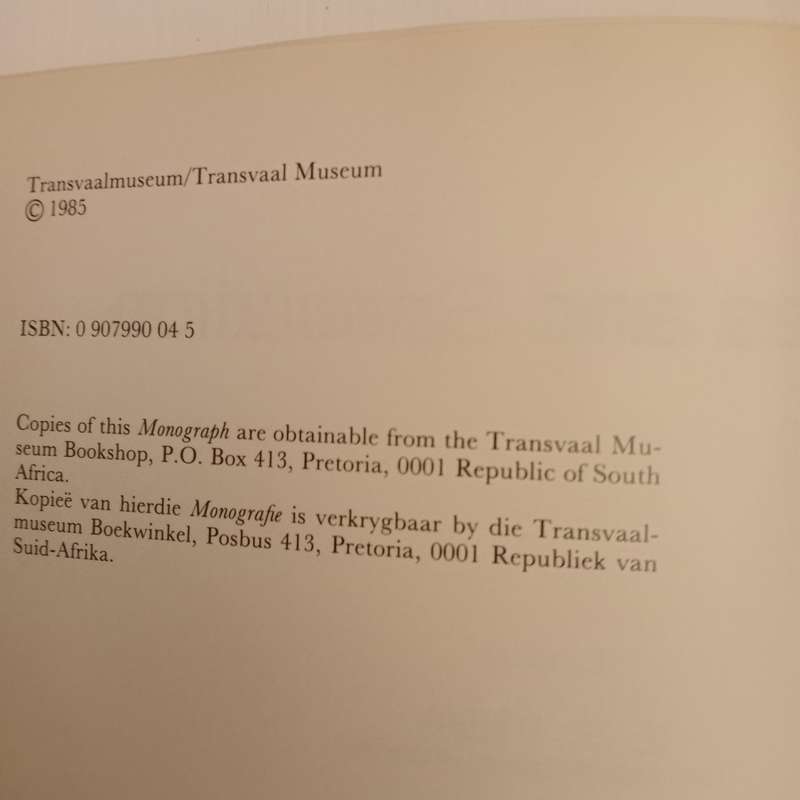 Transvaalmuseum/Transvaal Museum
© 1985
ISBN: 0 907990 04 5
Copies of this Monograph are obtainable from the Transvaal Mu-
seum Bookshop, P.O. Box 413, Pretoria, 0001 Republic of South
Africa.
Kopieë van hierdie Monografie is verkrygbaar by die Transvaal-
museum Boekwinkel, Posbus 413, Pretoria, 0001 Republiek van
Suid-Afrika.